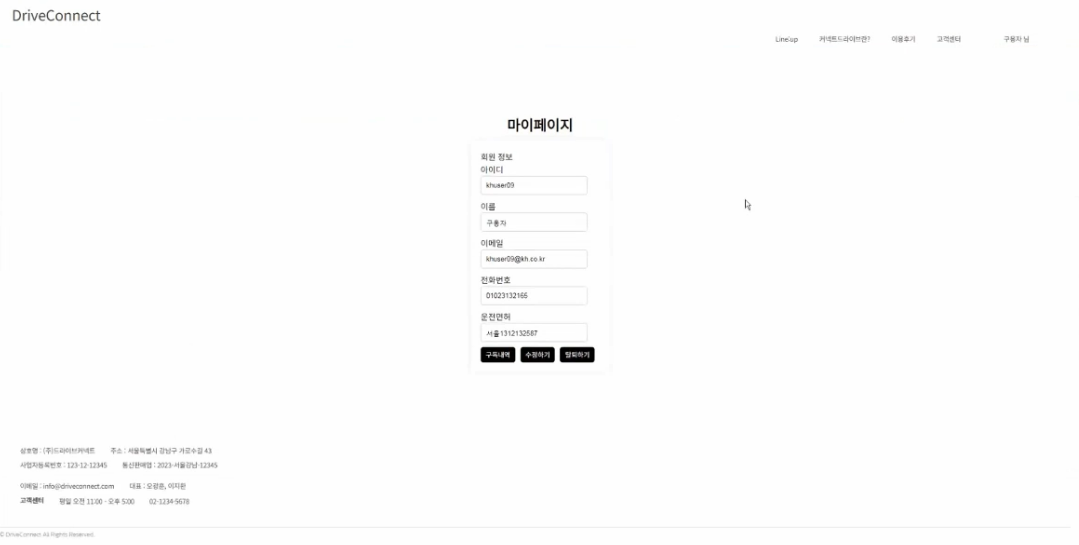 DriveConnect
Lineup 커넥트드라이브란? 이용후기 고객센터 구용자 님
마이페이지
회원 정보
아이디
khuser09
이름
구용자
이메일
khuser09@kh.co.kr
전화번호
01023132165
운전면허
서울1312132587
구독내역 수정하기 탈퇴하기
상호명 : (주)드라이브커넥트 주소 : 서울특별시 강남구 가로수길 43
사업자등록번호 : 123-12-12345 통신판매업 : 2023-서울강남-12345
이메일 : info@driveconnect.com 대표 : 오광훈, 이지완
고객센터 평일 오전 11:00 - 오후 5:00 02-1234-5678
© DriveConnect All Rights Reserved.